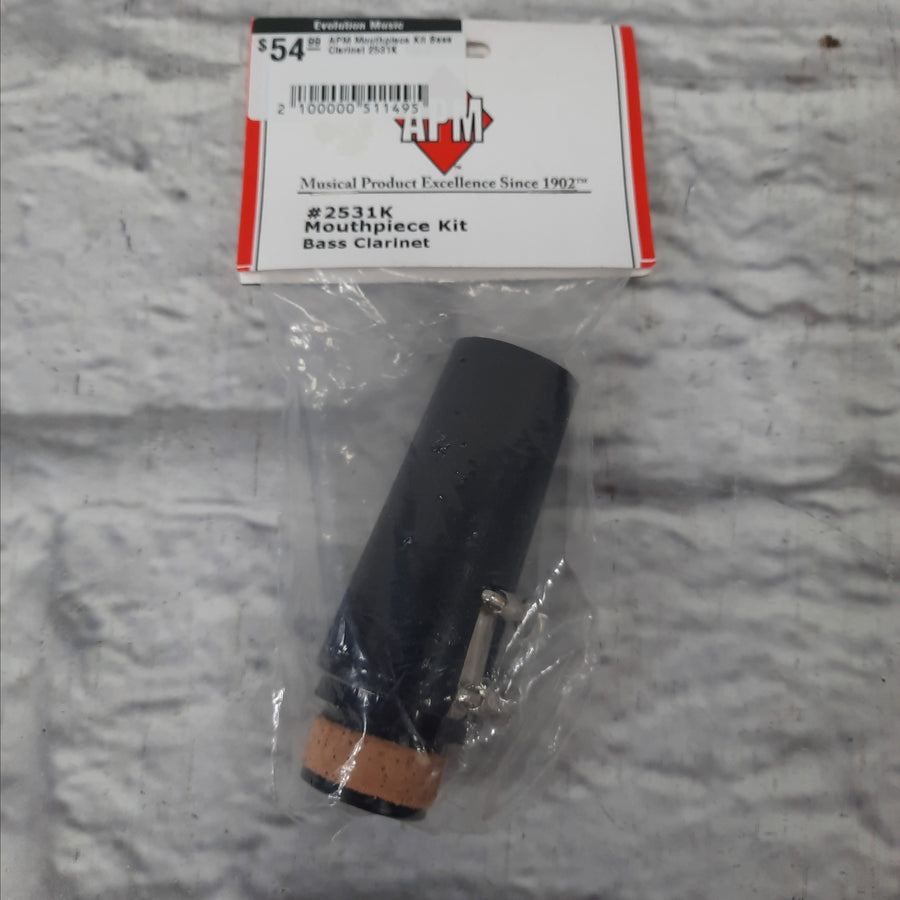 Evolution Music
$54 99
APM Mouthpiece Kit Bass
Clarinet 2531K
2 100000 511495
APM
Musical Product Excellence Since 1902™
#2531K
Mouthpiece Kit
Bass Clarinet